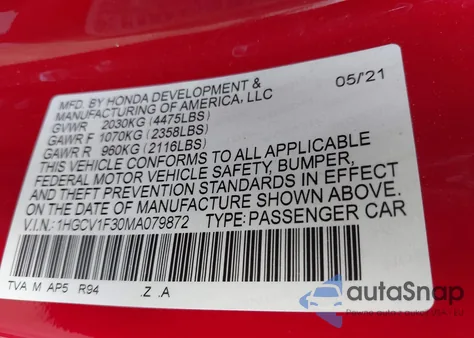 MFD. BY HONDA DEVELOPMENT & 05/'21
MANUFACTURING OF AMERICA, LLC
GVWR 2030KG (4475LBS)
GAWR F 1070KG (2358LBS)
GAWR R 960KG (2116LBS)
THIS VEHICLE CONFORMS TO ALL APPLICABLE
FEDERAL MOTOR VEHICLE SAFETY, BUMPER,
AND THEFT PREVENTION STANDARDS IN EFFECT
ON THE DATE OF MANUFACTURE SHOWN ABOVE.
V.I.N.: 1HGCV1F30MA079872 TYPE: PASSENGER CAR
TVA M AP5 R94 .Z .A
autoSnap